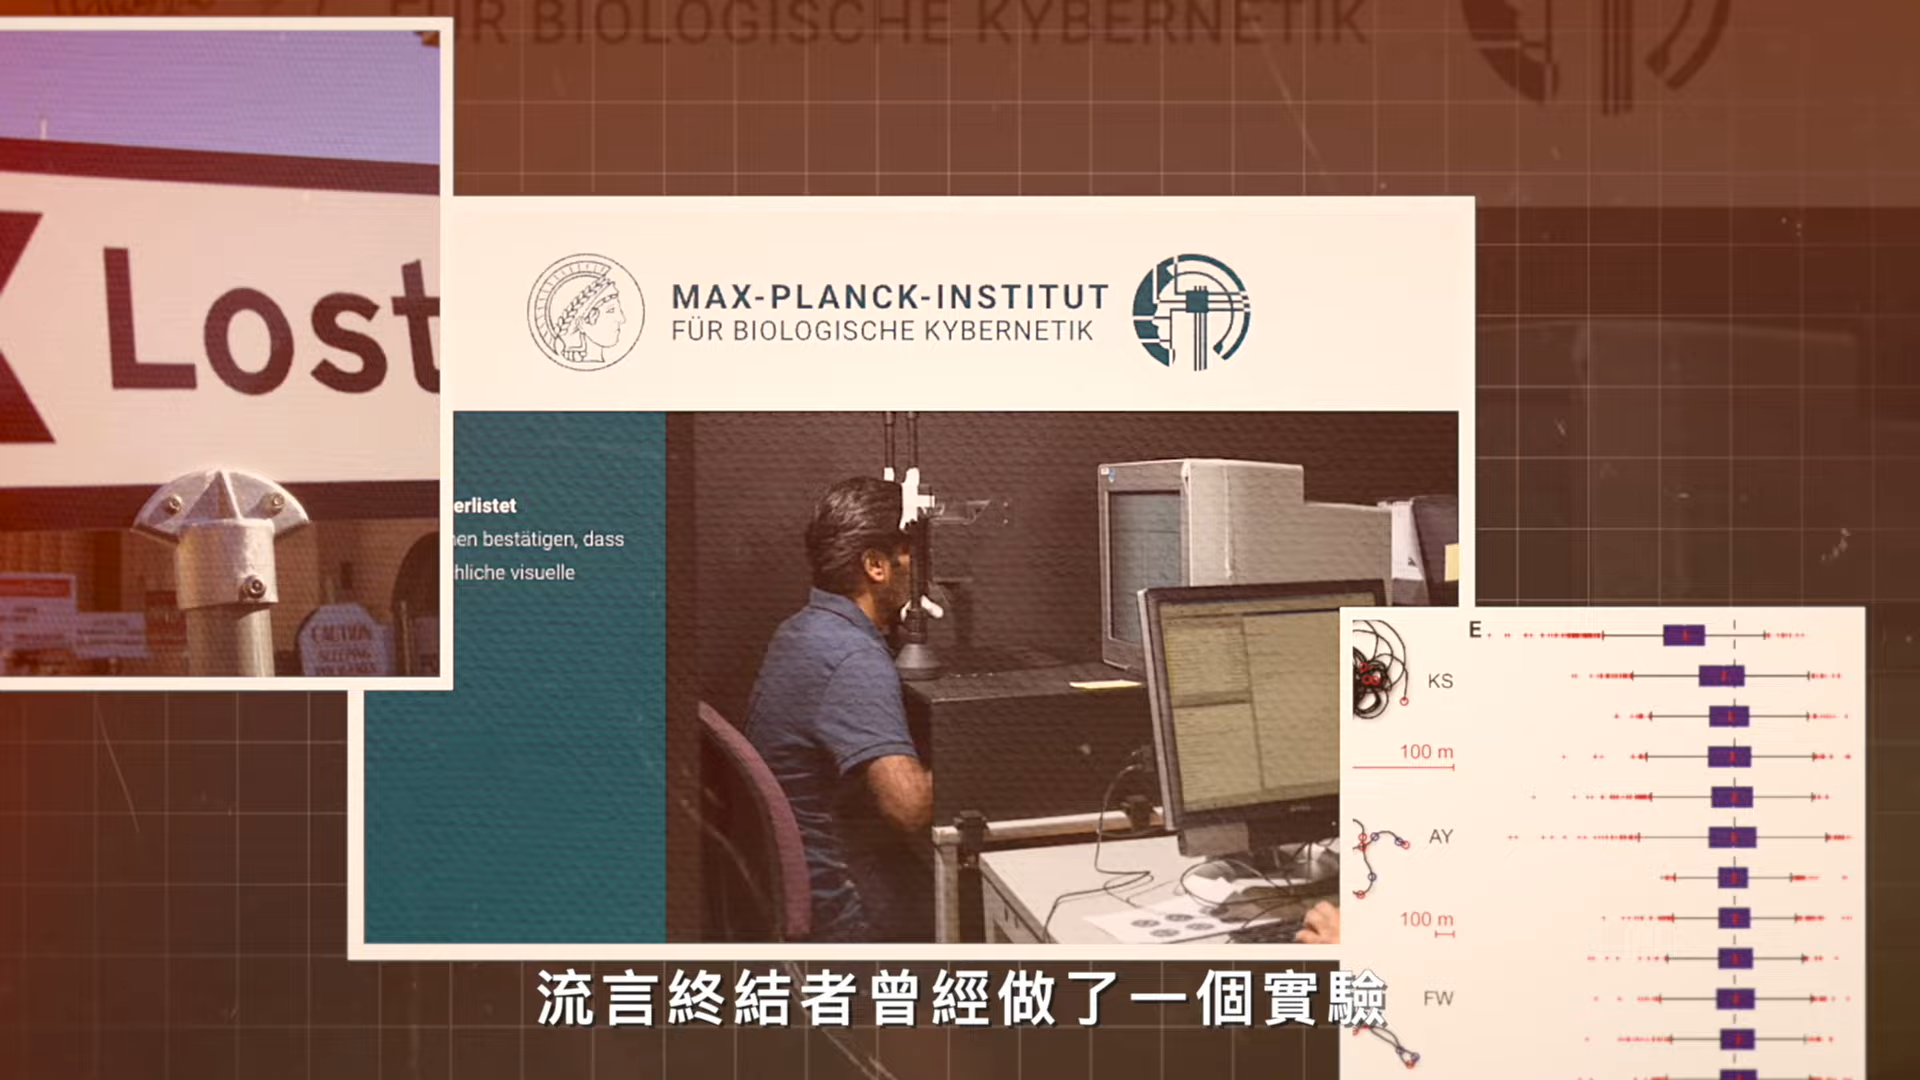 FÜR BIOLOGISCHE KYBERNETIK
Lost
MAX-PLANCK-INSTITUT
FÜR BIOLOGISCHE KYBERNETIK
erlistet
en bestätigen, dass
hliche visuelle
CAUTION
E
KS
100 m
AY
100 m
FW
流言終結者曾經做了一個實驗